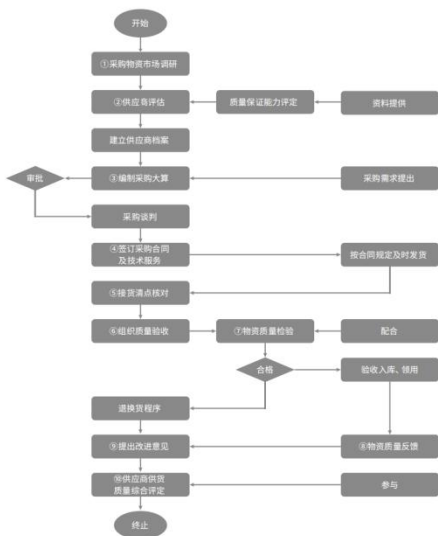 开始
①采购物资市场调研
②供应商评估
质量保证能力评定
资料提供
建立供应商档案
审批
③编制采购大算
采购需求提出
采购谈判
④签订采购合同
及技术服务
按合同规定及时发货
⑤接货清点核对
⑥组织质量验收
⑦物资质量检验
配合
合格
验收入库、领用
退换货程序
⑨提出改进意见
⑧物资质量反馈
⑩供应商供货
质量综合评定
参与
终止